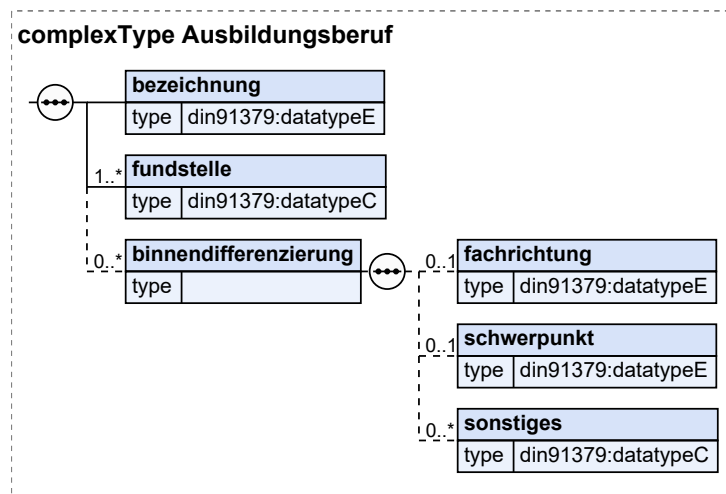 complexType Ausbildungsberuf
bezeichnung
type din91379:datatypeE
1..* fundstelle
type din91379:datatypeC
0..* binnendifferenzierung
type
0..1 fachrichtung
type din91379:datatypeE
0..1 schwerpunkt
type din91379:datatypeE
0..* sonstiges
type din91379:datatypeC